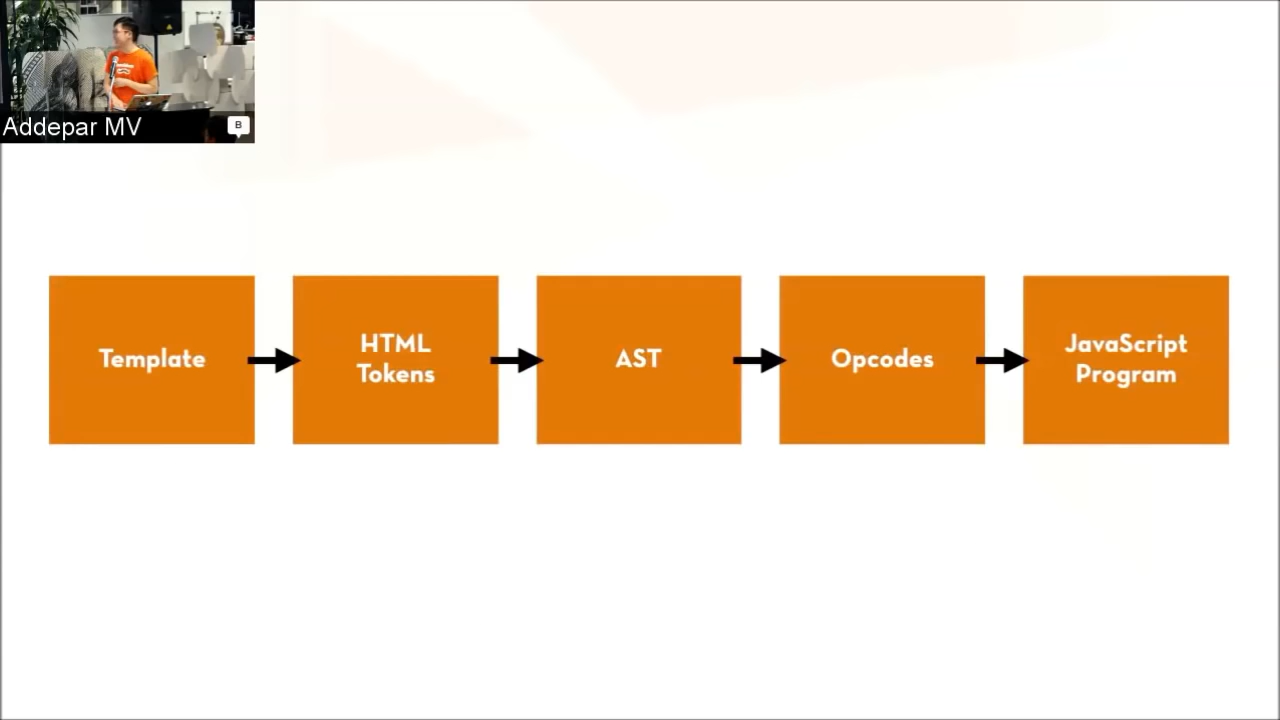 Addepar MV
B
Template
HTML
Tokens
AST
Opcodes
JavaScript
Program